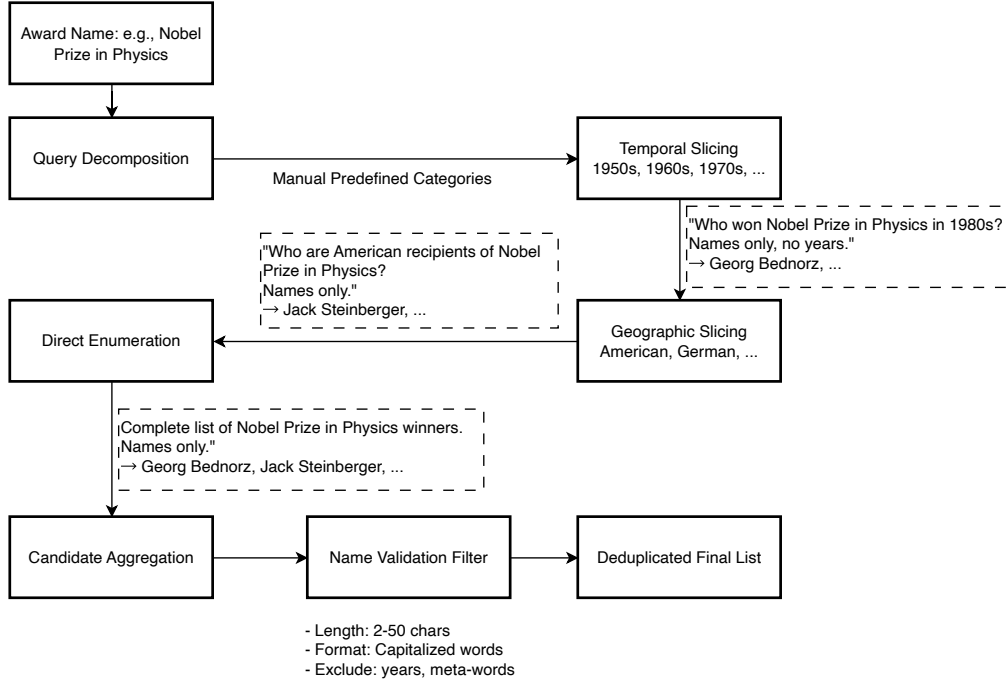 Award Name: e.g., Nobel
Prize in Physics
Query Decomposition
Manual Predefined Categories
Temporal Slicing
1950s, 1960s, 1970s, ...
"Who won Nobel Prize in Physics in 1980s?
Names only, no years."
→ Georg Bednorz, ...
"Who are American recipients of Nobel
Prize in Physics?
Names only."
→ Jack Steinberger, ...
Direct Enumeration
Geographic Slicing
American, German, ...
Complete list of Nobel Prize in Physics winners.
Names only."
→ Georg Bednorz, Jack Steinberger, ...
Candidate Aggregation
Name Validation Filter
Deduplicated Final List
- Length: 2-50 chars
- Format: Capitalized words
- Exclude: years, meta-words